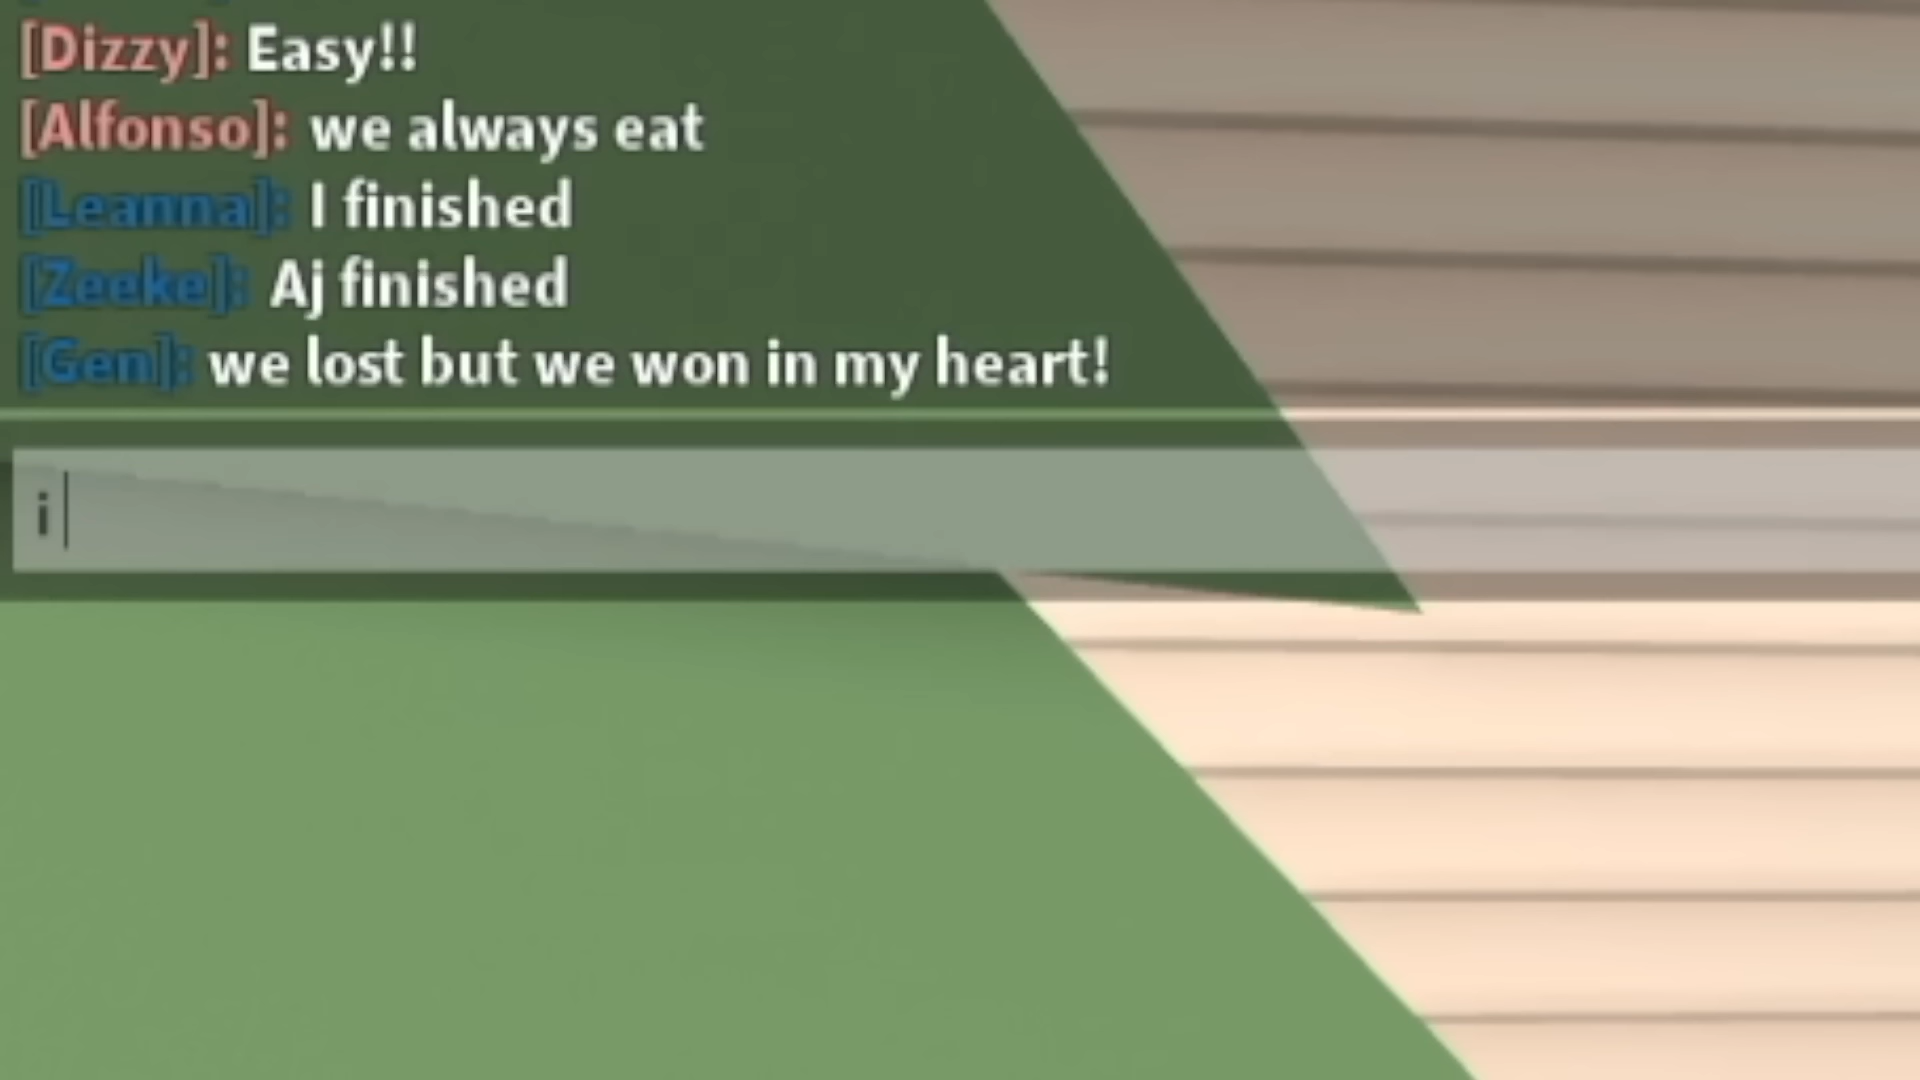 [Dizzy]: Easy!!
[Alfonso]: we always eat
[Leanna]: I finished
[Zeeke]: Aj finished
[Gen]: we lost but we won in my heart!
i